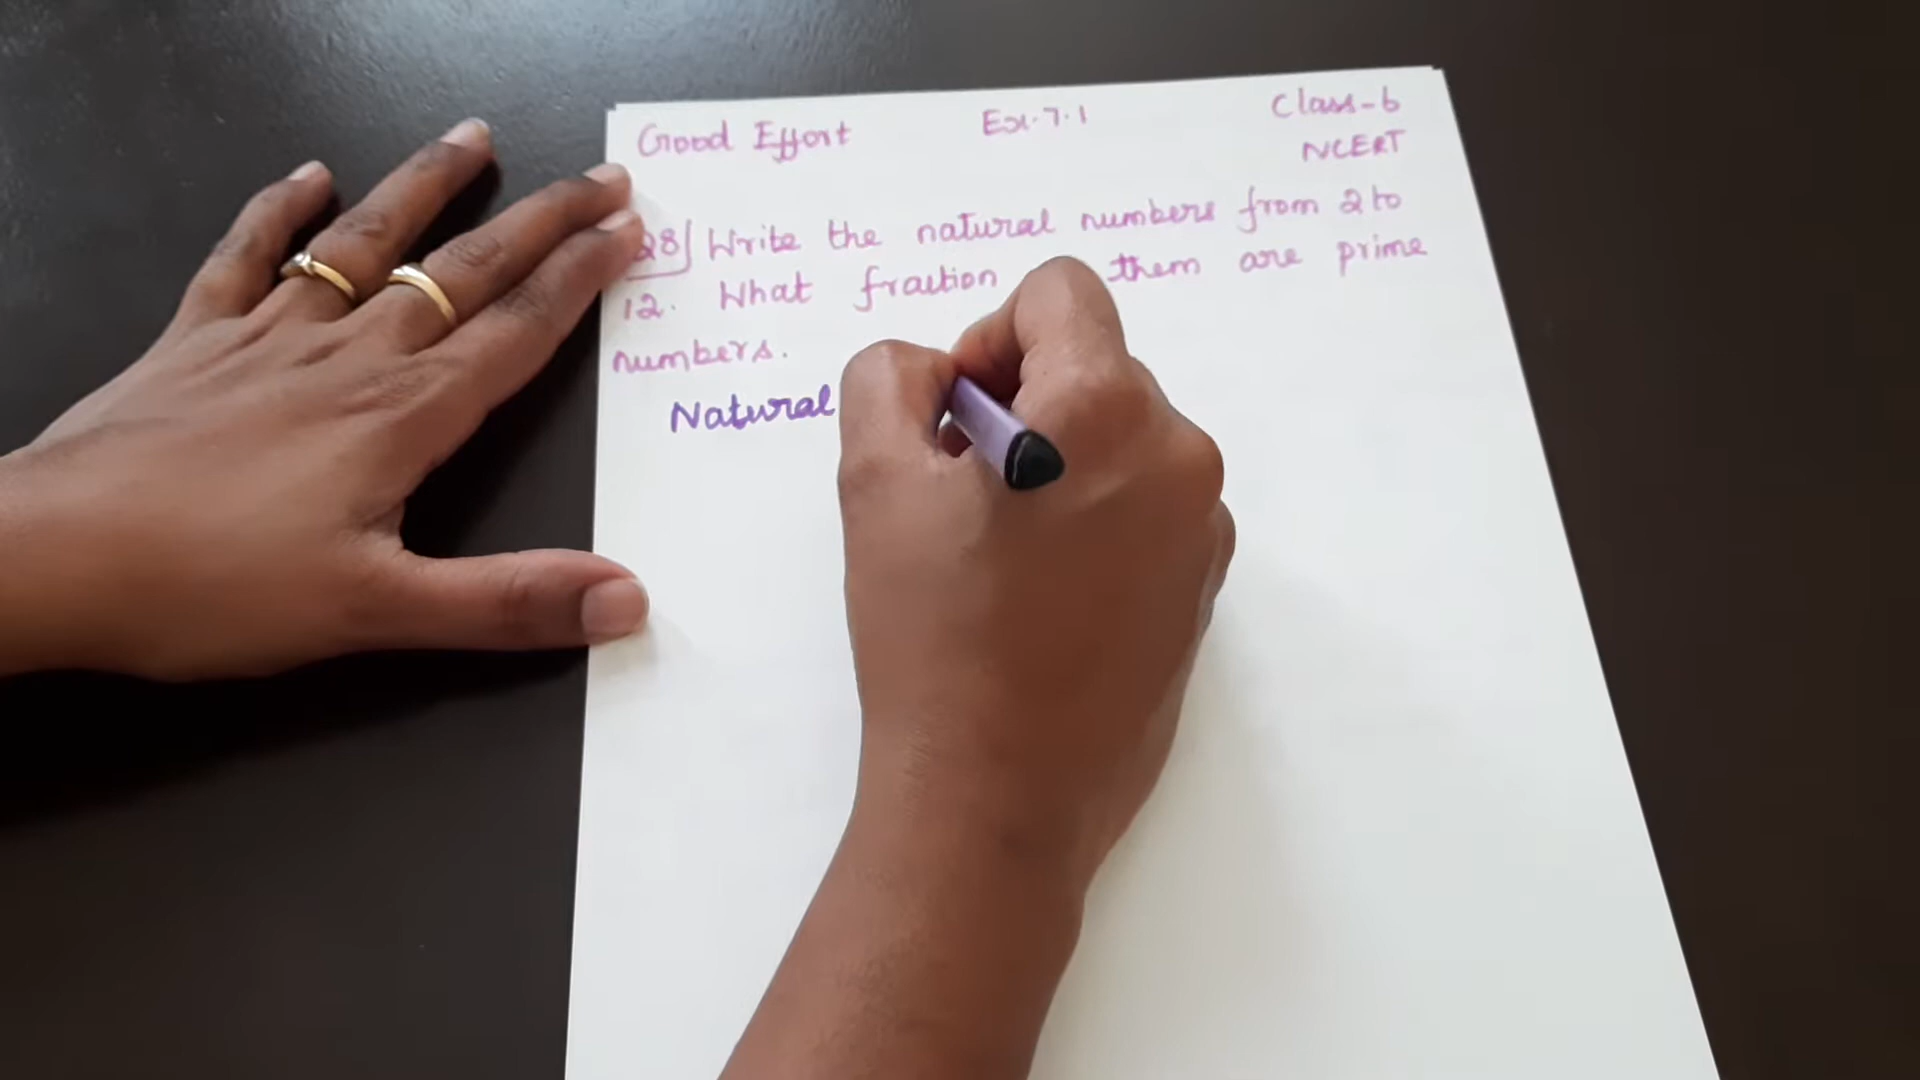 Good Effort Ex.7.1 Class-6
NCERT
Q8) Write the natural numbers from 2 to
12. What fraction them are prime
numbers.
Natural